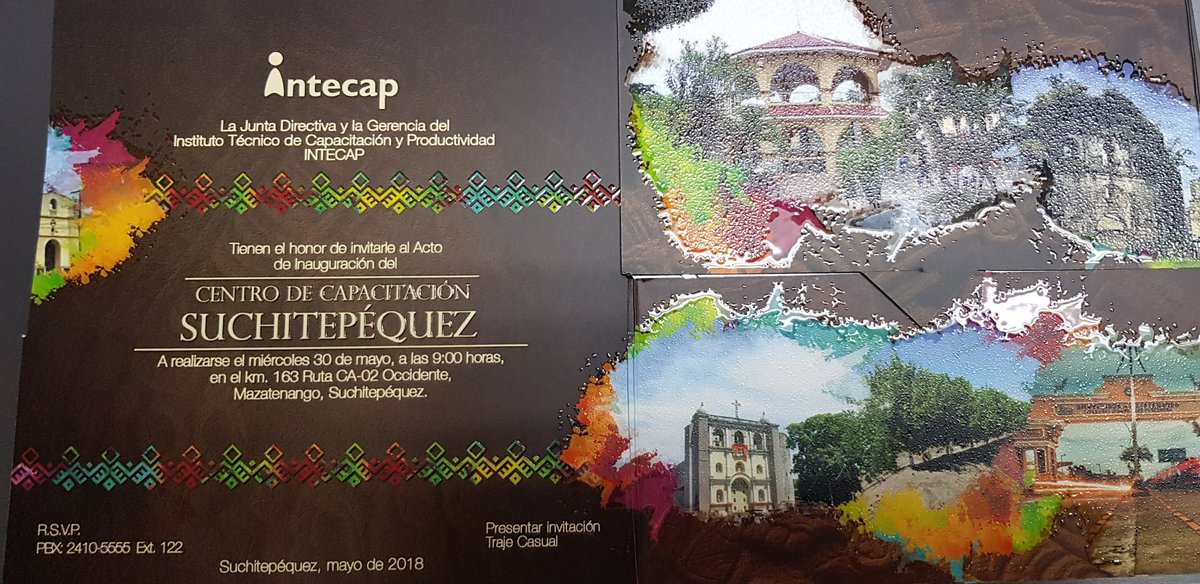 intecap
La Junta Directiva y la Gerencia del
Instituto Técnico de Capacitación y Productividad
INTECAP
Tienen el honor de invitarle al Acto
de Inauguración del
CENTRO DE CAPACITACIÓN
SUCHITEPÉQUEZ
A realizarse el miércoles 30 de mayo, a las 9:00 horas,
en el km. 163 Ruta CA-02 Occidente,
Mazatenango, Suchitepéquez.
R.S.V.P.
PBX: 2410-5555 Ext. 122
Presentar invitación
Traje Casual
Suchitepéquez, mayo de 2018